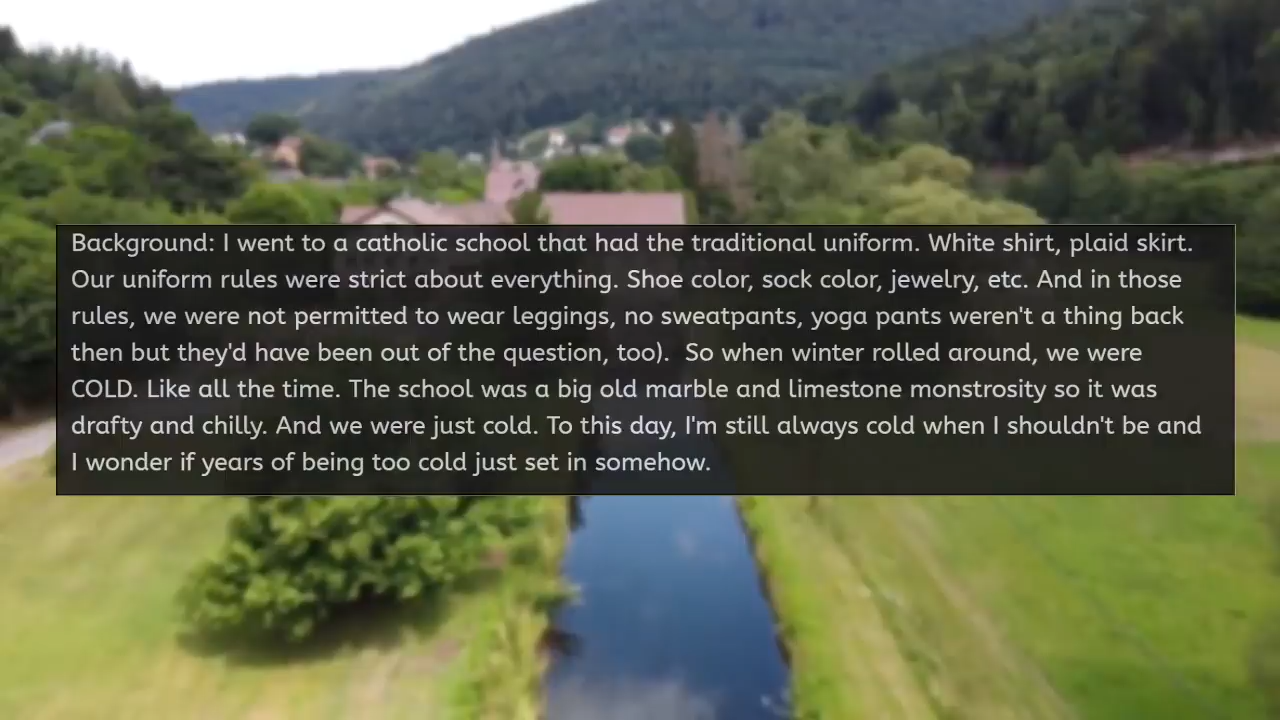 Background: I went to a catholic school that had the traditional uniform. White shirt, plaid skirt.
Our uniform rules were strict about everything. Shoe color, sock color, jewelry, etc. And in those
rules, we were not permitted to wear leggings, no sweatpants, yoga pants weren't a thing back
then but they'd have been out of the question, too).  So when winter rolled around, we were
COLD. Like all the time. The school was a big old marble and limestone monstrosity so it was
drafty and chilly. And we were just cold. To this day, I'm still always cold when I shouldn't be and
I wonder if years of being too cold just set in somehow.